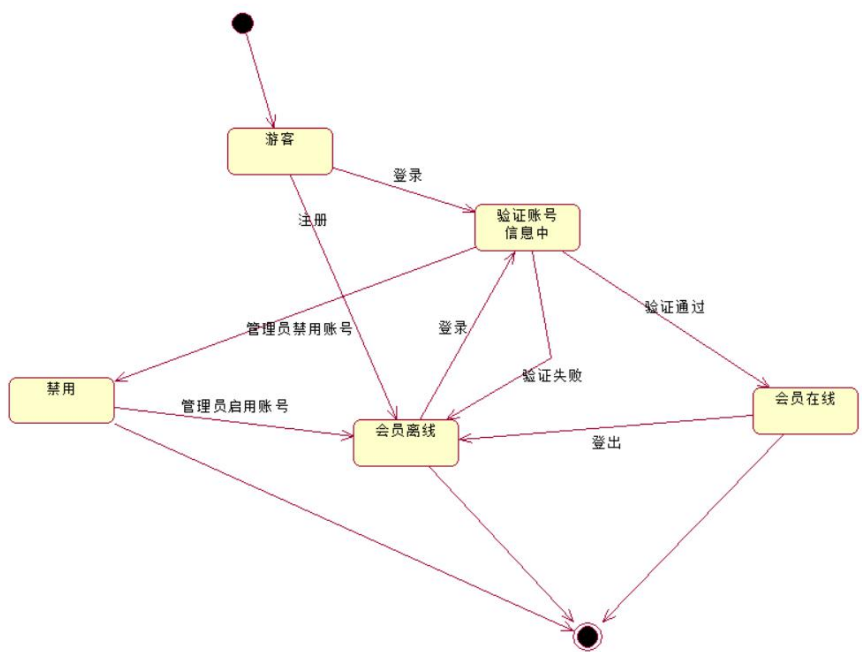 游客
登录
验证账号
信息中
注册
验证通过
管理员禁用账号
登录
验证失败
禁用
管理员启用账号
会员离线
会员在线
登出